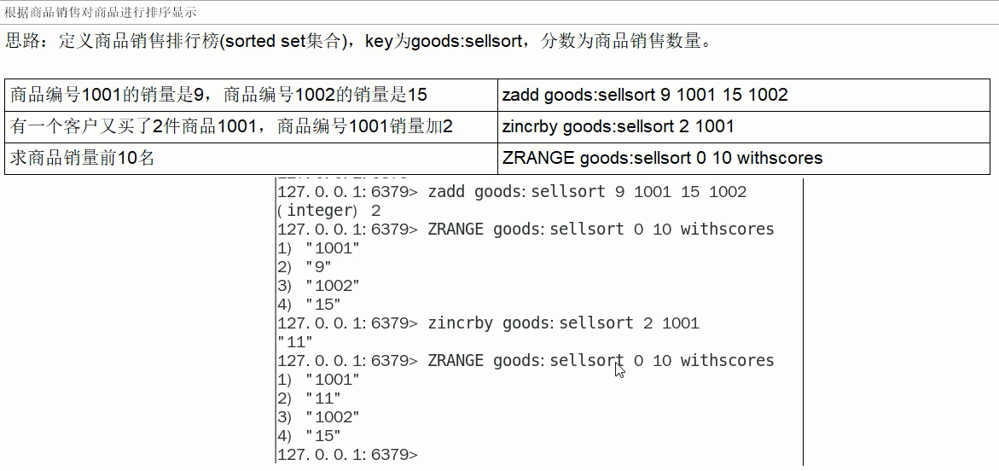 根据商品销售对商品进行排序显示
思路：定义商品销售排行榜(sorted set集合)，key为goods:sellsort，分数为商品销售数量。
商品编号1001的销量是9，商品编号1002的销量是15 zadd goods:sellsort 9 1001 15 1002
有一个客户又买了2件商品1001，商品编号1001销量加2 zincrby goods:sellsort 2 1001
求商品销量前10名 ZRANGE goods:sellsort 0 10 withscores
127.0.0.1:6379> zadd goods:sellsort 9 1001 15 1002
(integer) 2
127.0.0.1:6379> ZRANGE goods:sellsort 0 10 withscores
1) "1001"
2) "9"
3) "1002"
4) "15"
127.0.0.1:6379> zincrby goods:sellsort 2 1001
"11"
127.0.0.1:6379> ZRANGE goods:sellsort 0 10 withscores
1) "1001"
2) "11"
3) "1002"
4) "15"
127.0.0.1:6379>